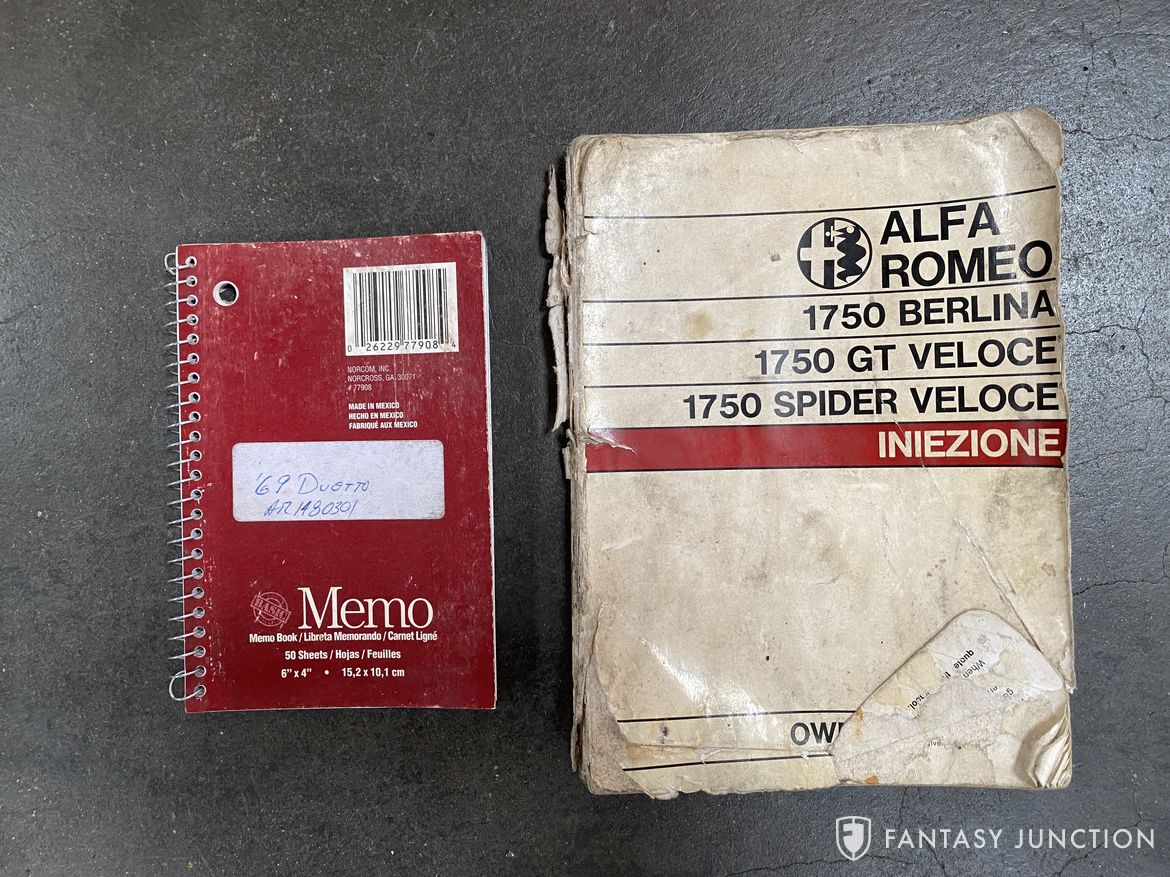 0 26229 77908 4
NORCOM, INC.
NORCROSS, GA 30071
# 77908
MADE IN MEXICO
HECHO EN MEXICO
FABRIQUÉ AUX MEXICO
'69 DUETTO
AR1480301
BASIC
Memo
Memo Book / Libreta Memorando / Carnet Ligné
50 Sheets / Hojas / Feuilles
6" x 4" • 15,2 x 10,1 cm
ALFA
ROMEO
1750 BERLINA
1750 GT VELOCE
1750 SPIDER VELOCE
INIEZIONE
When
quote
OW
FANTASY JUNCTION